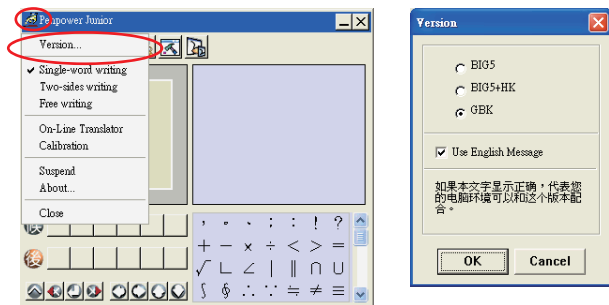 Penpower Junior
Version...
Single-word writing
Two-sides writing
Free writing
On-Line Translator
Calibration
Suspend
About...
Close
後
, 。 、 ; : ! ?
+ − × ÷ < > =
√ ∟ ∠ | ‖ ∩ ∪
∫ ∮ ∴ ∵ ≒ ≠ ≡
Version
BIG5
BIG5+HK
GBK
Use English Message
如果本文字显示正确，代表您
的电脑环境可以和这个版本配
合。
OK Cancel